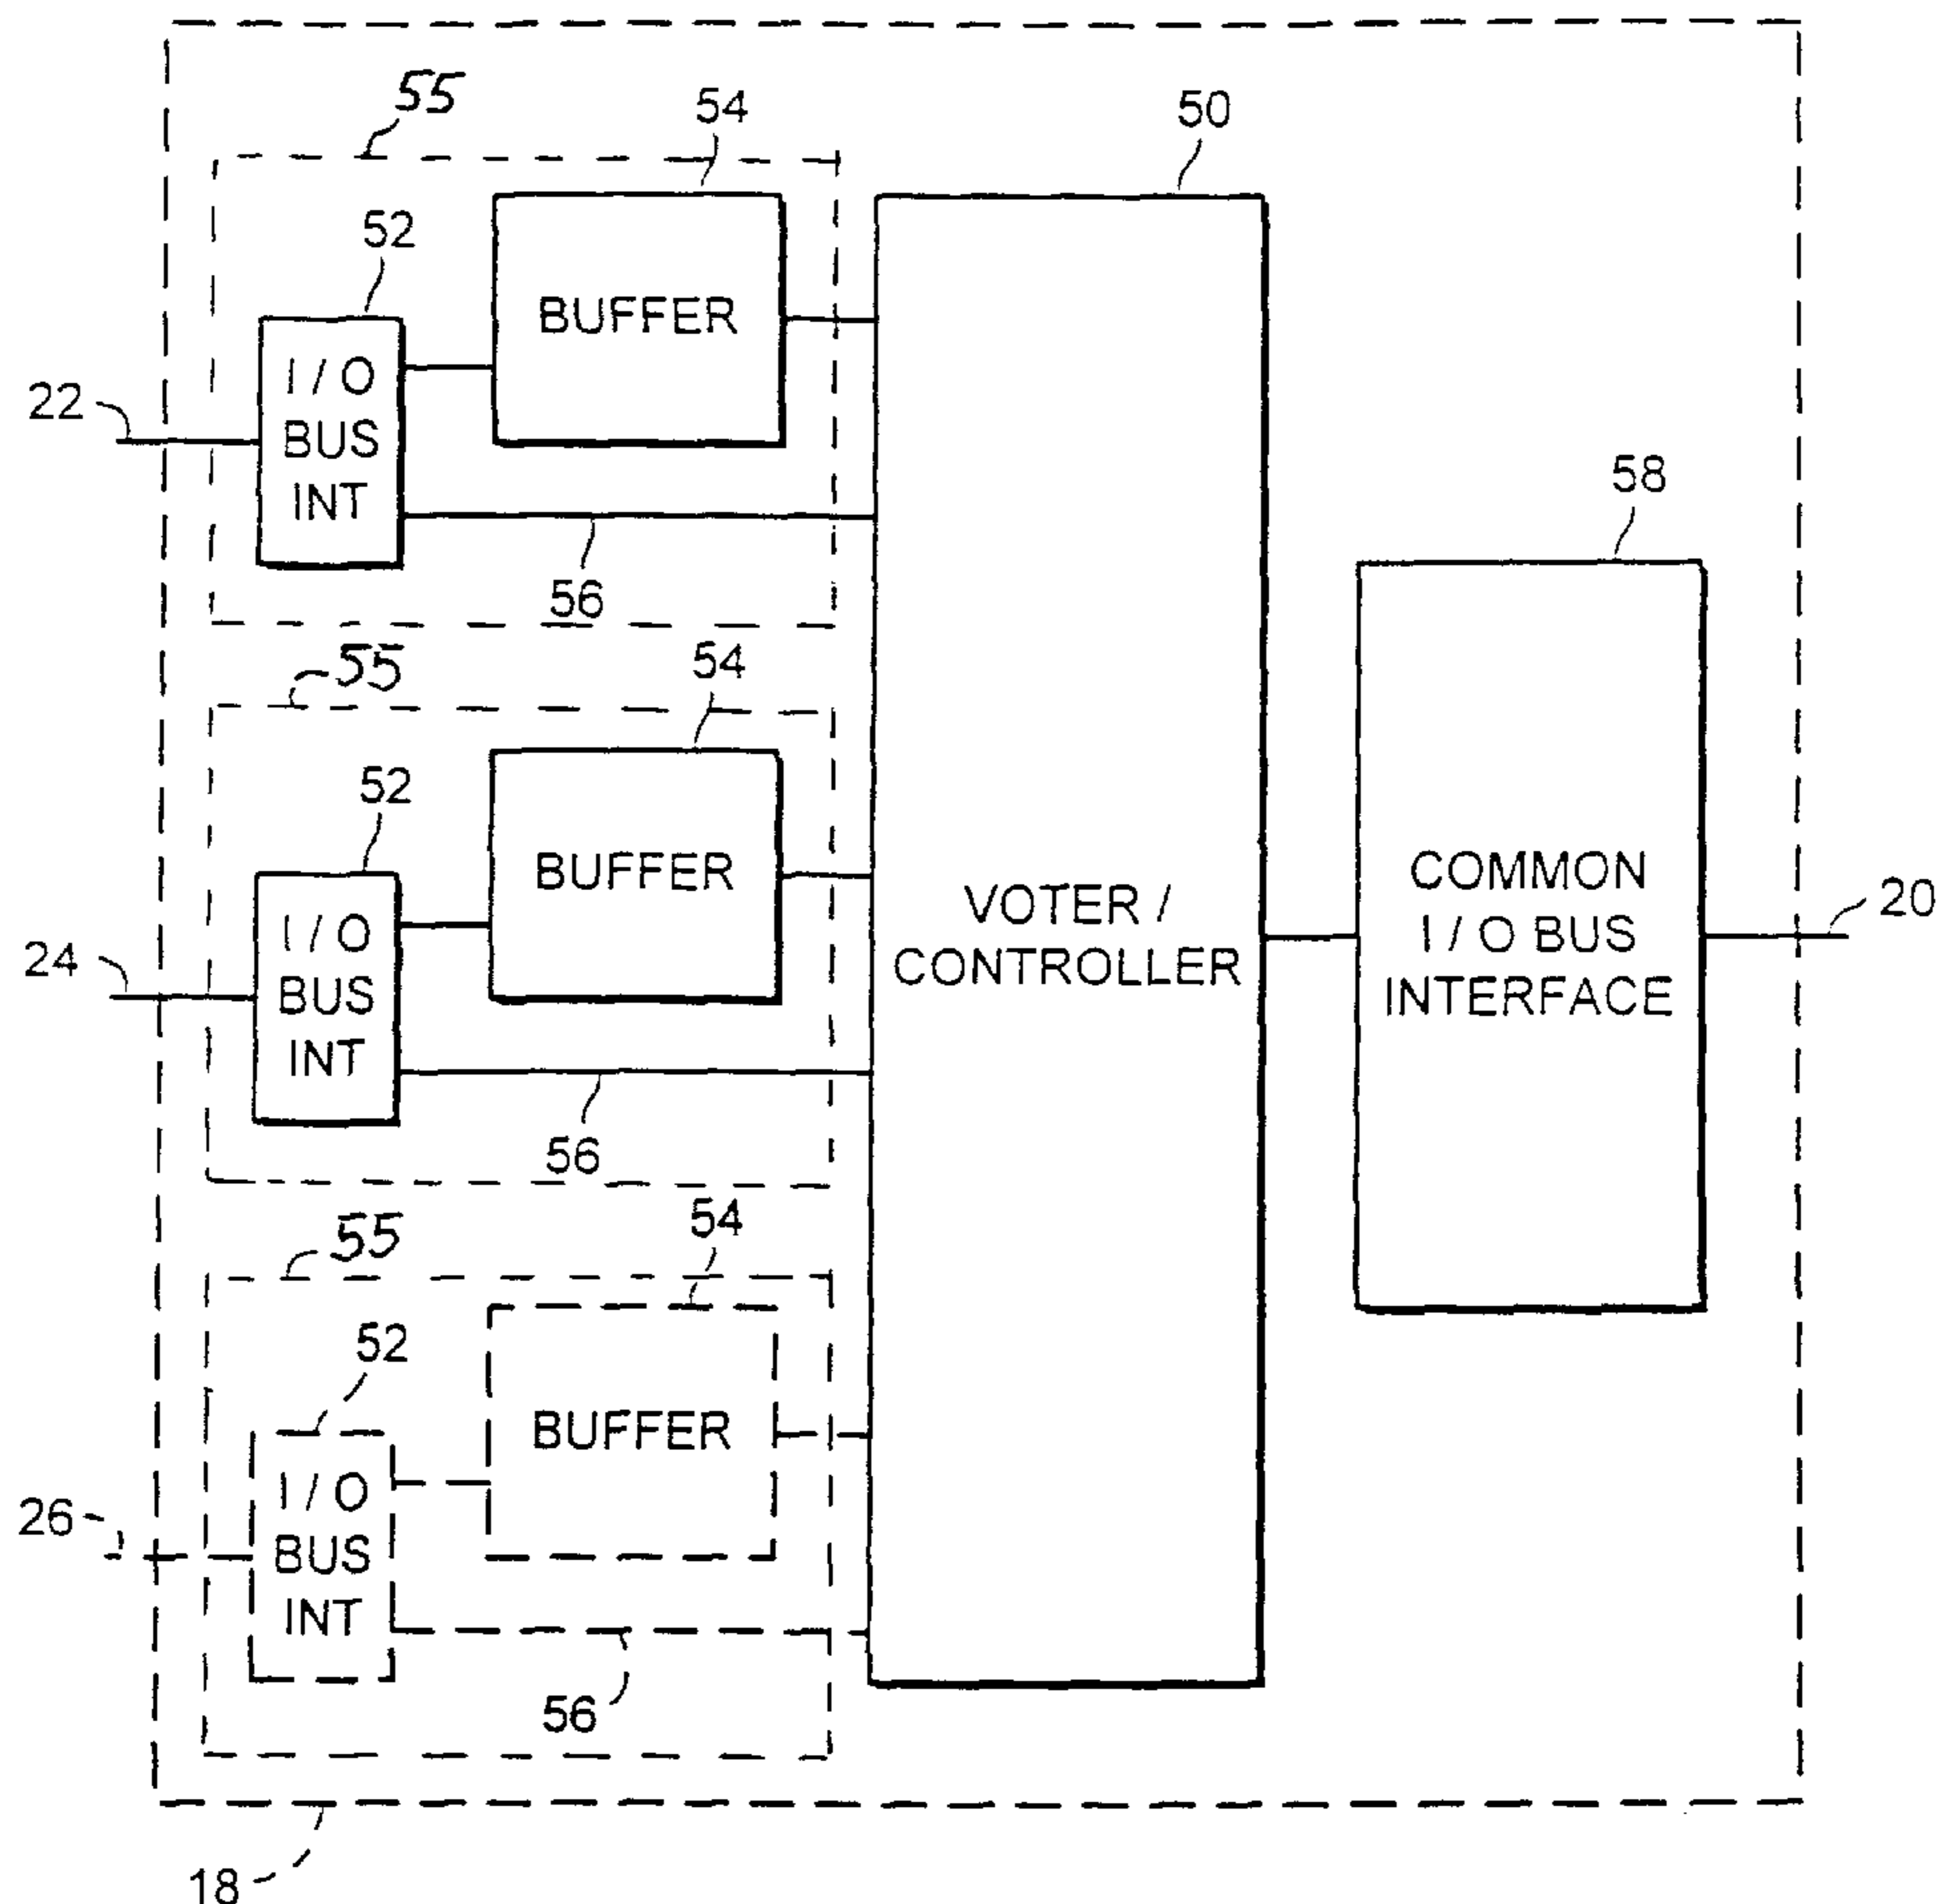 55
54
50
52
BUFFER
I / O
BUS
INT
22
56
58
55
54
52
BUFFER
I / O
BUS
INT
24
56
VOTER /
CONTROLLER
COMMON
I / O BUS
INTERFACE
20
55
54
52
BUFFER
I / O
BUS
INT
26
56
18